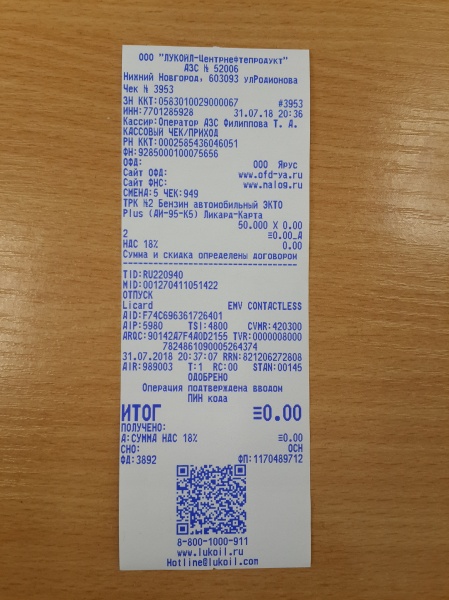 ООО "ЛУКОЙЛ-Центрнефтепродукт"
АЗС № 52006
Нижний Новгород, 603093 улРодионова
Чек № 3953
ЗН ККТ:0583010029000067 #3953
ИНН:7701285928 31.07.18 20:36
Кассир:Оператор АЗС Филиппова Т. А.
КАССОВЫЙ ЧЕК/ПРИХОД
РН ККТ:0002585436046051
ФН:9285000100075656
ОФД: ООО Ярус
Сайт ОФД: www.ofd-ya.ru
Сайт ФНС: www.nalog.ru
СМЕНА:5 ЧЕК:949
ТРК №2 Бензин автомобильный ЭКТО
Plus (АИ-95-К5) Ликард-Карта
50.000 X 0.00
2 ≡0.00_Д
НДС 18% 0.00
Сумма и скидка определены договором
TID:RU220940
MID:001270411051422
ОТПУСК
Licard EMV CONTACTLESS
AID:F74C696361726401
AIP:5980 TSI:4800 CVMR:420300
ARQC:90142A7F4A0D2155 TVR:0000008000
7824861090005264374
31.07.2018 20:37:07 RRN:821206272808
AIR:989003 T:1 RC:00 STAN:00145
ОДОБРЕНО
Операция подтверждена вводом
ПИН кода
ИТОГ ≡0.00
ПОЛУЧЕНО:
Д:СУММА НДС 18% ≡0.00
СНО: ОСН
ФД:3892 ФП:1170489712
8-800-1000-911
www.lukoil.ru
Hotline@lukoil.com